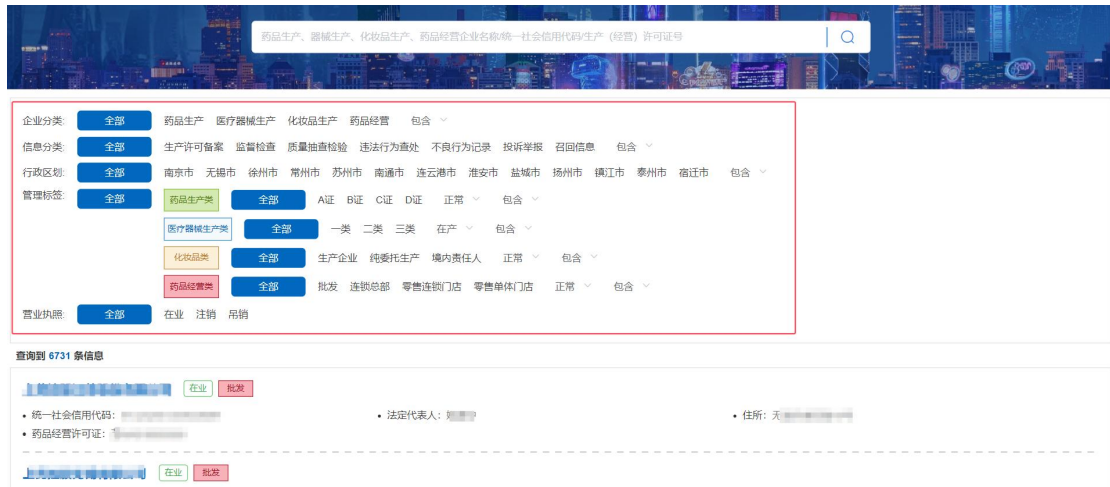 药品生产、器械生产、化妆品生产、药品经营企业名称/统一社会信用代码/生产（经营）许可证号
企业分类: 全部 药品生产 医疗器械生产 化妆品生产 药品经营 包含
信息分类: 全部 生产许可备案 监督检查 质量抽查检验 违法行为查处 不良行为记录 投诉举报 召回信息 包含
行政区划: 全部 南京市 无锡市 徐州市 常州市 苏州市 南通市 连云港市 淮安市 盐城市 扬州市 镇江市 泰州市 宿迁市 包含
管理标签: 全部 药品生产类 全部 A证 B证 C证 D证 正常 包含
医疗器械生产类 全部 一类 二类 三类 在产 包含
化妆品类 全部 生产企业 纯委托生产 境内责任人 正常 包含
药品经营类 全部 批发 连锁总部 零售连锁门店 零售单体门店 正常 包含
营业执照: 全部 在业 注销 吊销
查询到 6731 条信息
在业 批发
• 统一社会信用代码: • 法定代表人: • 住所: 无
• 药品经营许可证:
在业 批发